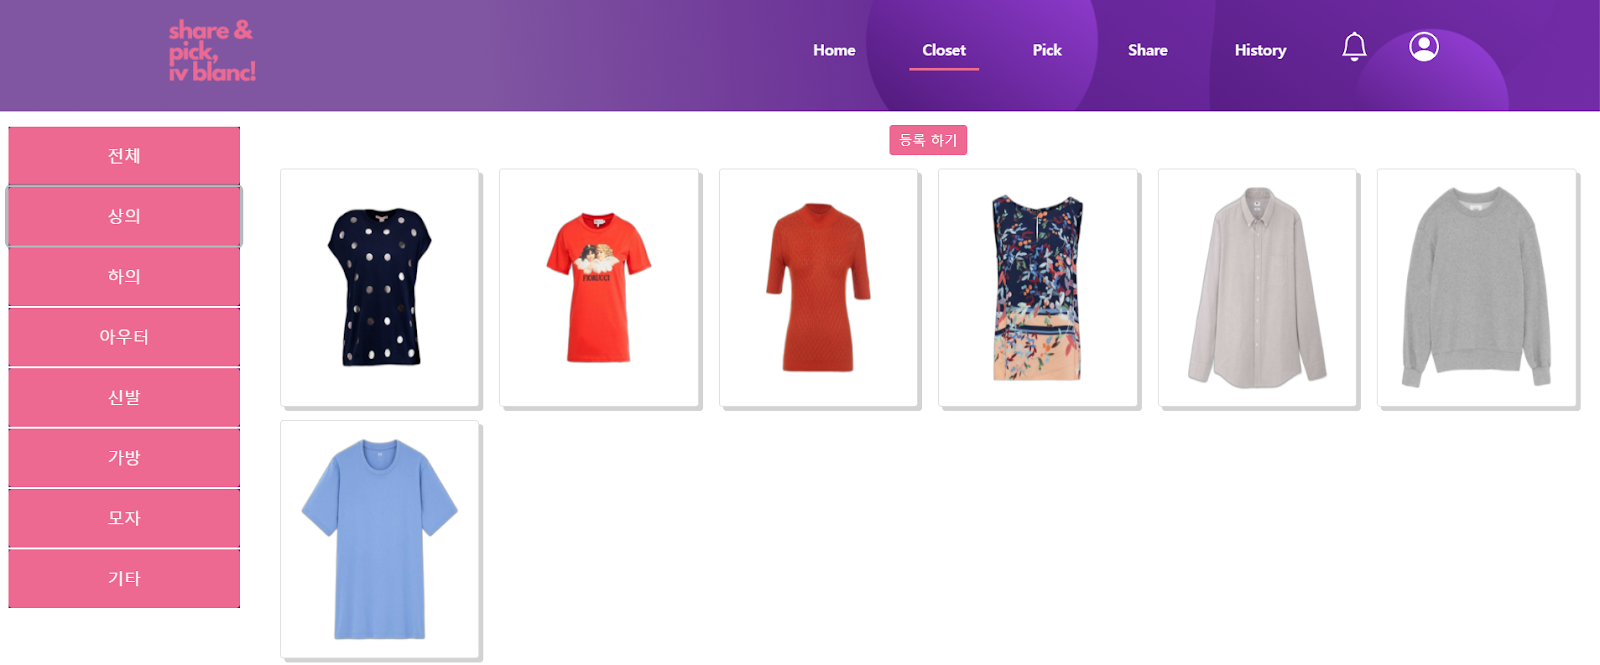 share &
pick,
iv blanc!
Home Closet Pick Share History
등록 하기
전체
상의
하의
아우터
신발
가방
모자
기타
FIORUCCI